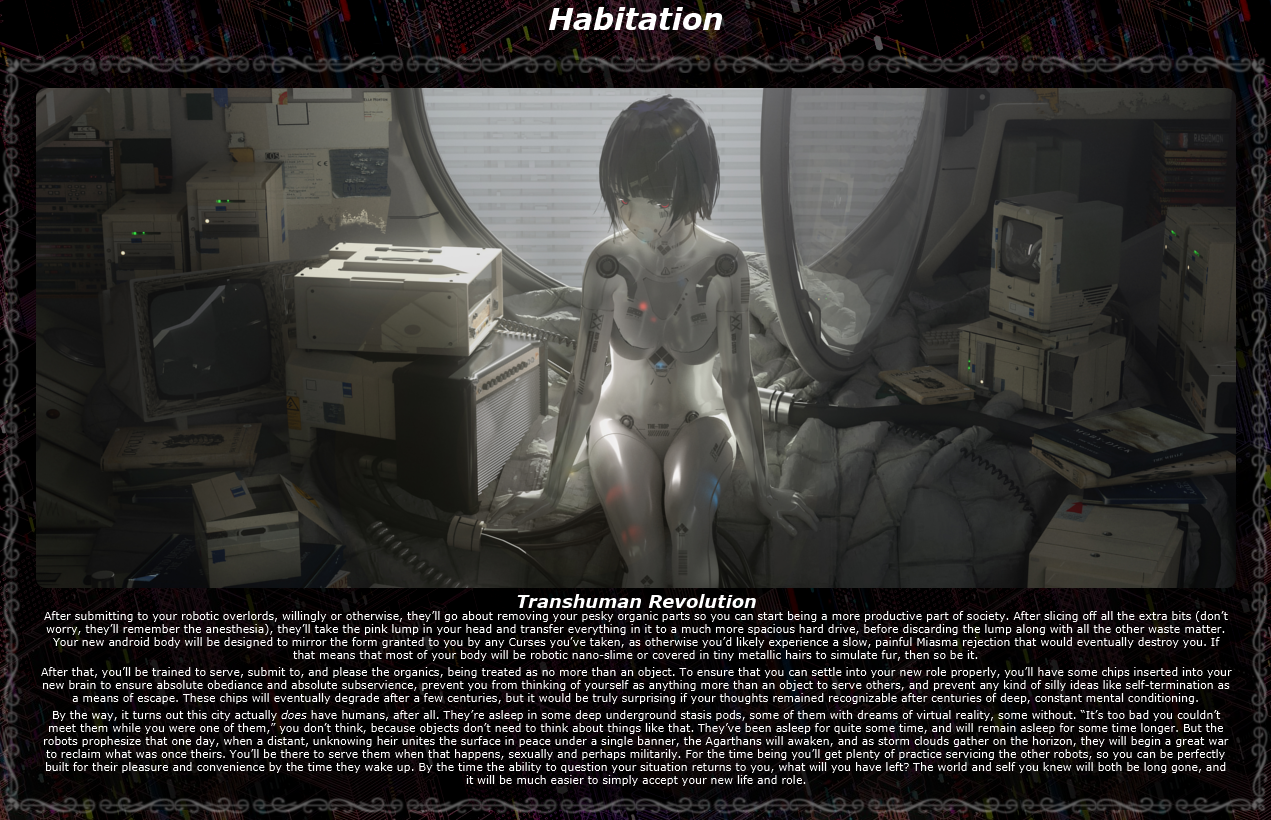 Habitation
Transhuman Revolution
After submitting to your robotic overlords, willingly or otherwise, they’ll go about removing your pesky organic parts so you can start being a more productive part of society. After slicing off all the extra bits (don’t
worry, they’ll remember the anesthesia), they’ll take the pink lump in your head and transfer everything in it to a much more spacious hard drive, before discarding the lump along with all the other waste matter.
Your new android body will be designed to mirror the form granted to you by any Curses you’ve taken, as otherwise you’d likely experience a slow, painful Miasma rejection that would eventually destroy you. If
that means that most of your body will be robotic nano-slime or covered in tiny metallic hairs to simulate fur, then so be it.
After that, you’ll be trained to serve, submit to, and please the organics, being treated as no more than an object. To ensure that you can settle into your new role properly, you’ll have some chips inserted into your
new brain to ensure absolute obediance and absolute subservience, prevent you from thinking of yourself as anything more than an object to serve others, and prevent any kind of silly ideas like self-termination as
a means of escape. These chips will eventually degrade after a few centuries, but it would be truly surprising if your thoughts remained recognizable after centuries of deep, constant mental conditioning.
By the way, it turns out this city actually does have humans, after all. They’re asleep in some deep underground stasis pods, some of them with dreams of virtual reality, some without. “It’s too bad you couldn’t
meet them while you were one of them,” you don’t think, because objects don’t need to think about things like that. They’ve been asleep for quite some time, and will remain asleep for some time longer. But the
robots prophesize that one day, when a distant, unknowing heir unites the surface in peace under a single banner, the Agarthans will awaken, and as storm clouds gather on the horizon, they will begin a great war
to reclaim what was once theirs. You’ll be there to serve them when that happens, sexually and perhaps militarily. For the time being you’ll get plenty of practice servicing the other robots, so you can be perfectly
built for their pleasure and convenience by the time they wake up. By the time the ability to question your situation returns to you, what will you have left? The world and self you knew will both be long gone, and
it will be much easier to simply accept your new life and role.